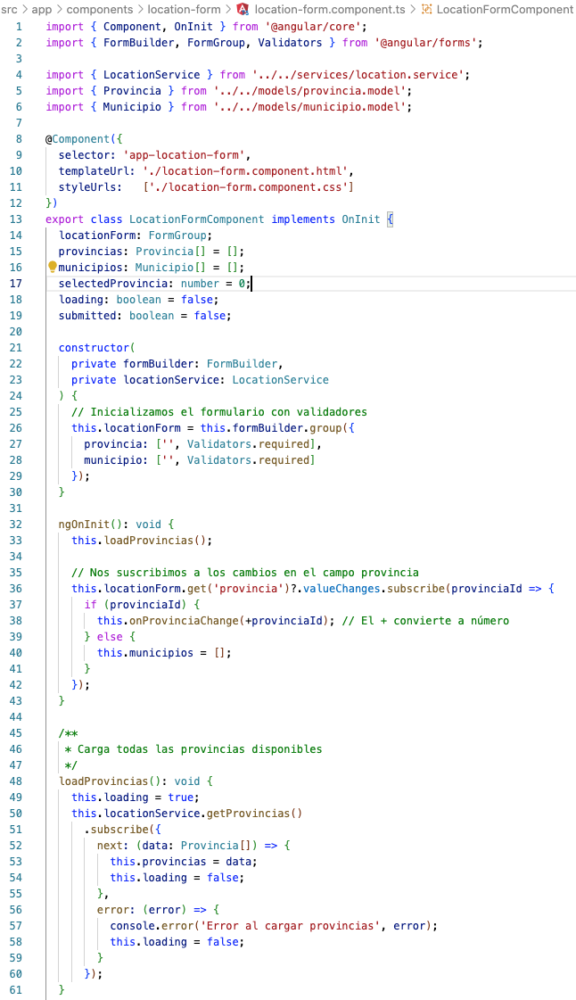 src > app > components > location-form > location-form.component.ts > LocationFormComponent
1 import { Component, OnInit } from '@angular/core';
2 import { FormBuilder, FormGroup, Validators } from '@angular/forms';
3
4 import { LocationService } from '../../services/location.service';
5 import { Provincia } from '../../models/provincia.model';
6 import { Municipio } from '../../models/municipio.model';
7
8 @Component({
9   selector: 'app-location-form',
10   templateUrl: './location-form.component.html',
11   styleUrls:   ['./location-form.component.css']
12 })
13 export class LocationFormComponent implements OnInit {
14   locationForm: FormGroup;
15   provincias: Provincia[] = [];
16   municipios: Municipio[] = [];
17   selectedProvincia: number = 0;
18   loading: boolean = false;
19   submitted: boolean = false;
20
21   constructor(
22     private formBuilder: FormBuilder,
23     private locationService: LocationService
24   ) {
25     // Inicializamos el formulario con validadores
26     this.locationForm = this.formBuilder.group({
27       provincia: ['', Validators.required],
28       municipio: ['', Validators.required]
29     });
30   }
31
32   ngOnInit(): void {
33     this.loadProvincias();
34
35     // Nos suscribimos a los cambios en el campo provincia
36     this.locationForm.get('provincia')?.valueChanges.subscribe(provinciaId => {
37       if (provinciaId) {
38         this.onProvinciaChange(+provinciaId); // El + convierte a número
39       } else {
40         this.municipios = [];
41       }
42     });
43   }
44
45   /**
46    * Carga todas las provincias disponibles
47    */
48   loadProvincias(): void {
49     this.loading = true;
50     this.locationService.getProvincias()
51       .subscribe({
52         next: (data: Provincia[]) => {
53           this.provincias = data;
54           this.loading = false;
55         },
56         error: (error) => {
57           console.error('Error al cargar provincias', error);
58           this.loading = false;
59         }
60       });
61   }